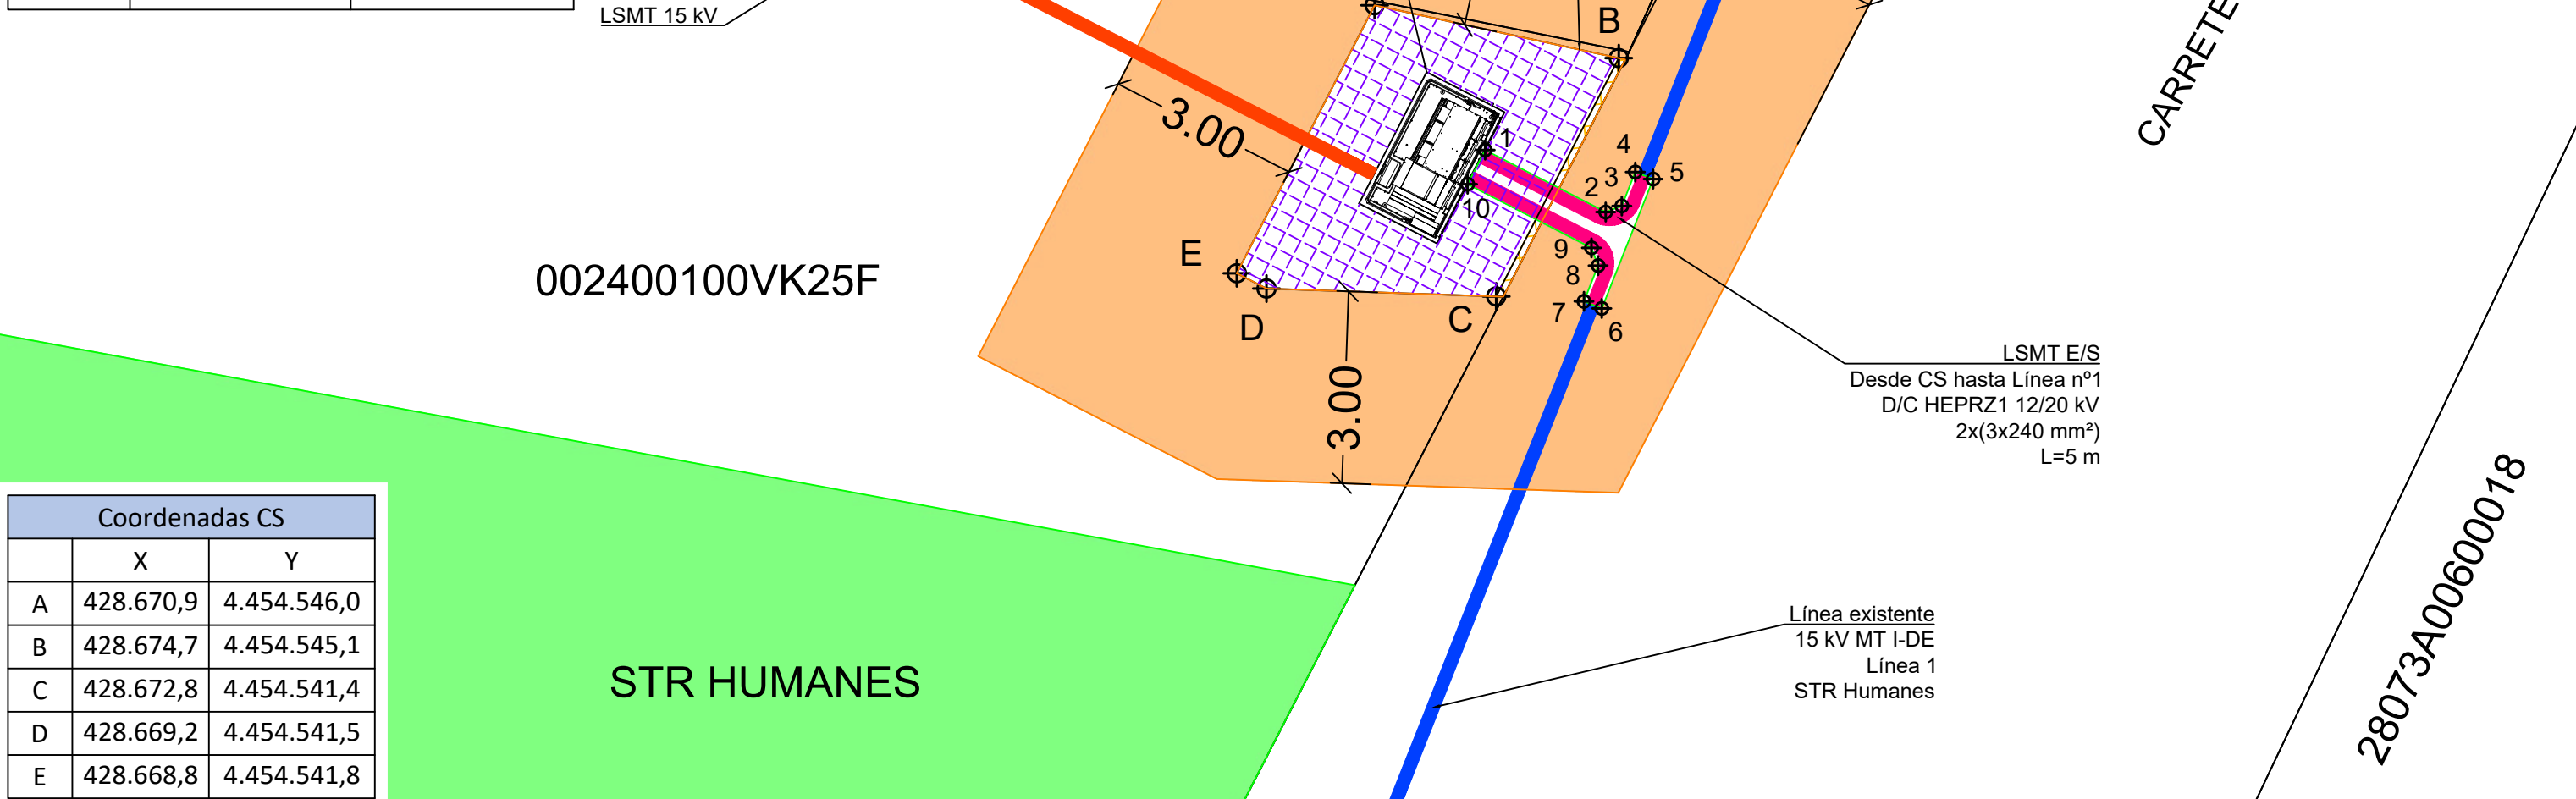 LSMT 15 kV
B
CARRETE
3.00
1
4
5
3
2
10
9
8
7
6
E
D
C
002400100VK25F
3.00
LSMT E/S
Desde CS hasta Línea nº1
D/C HEPRZ1 12/20 kV
2x(3x240 mm²)
L=5 m
28073A00600018
STR HUMANES
Línea existente
15 kV MT I-DE
Línea 1
STR Humanes
Coordenadas CS
X Y
A 428.670,9 4.454.546,0
B 428.674,7 4.454.545,1
C 428.672,8 4.454.541,4
D 428.669,2 4.454.541,5
E 428.668,8 4.454.541,8